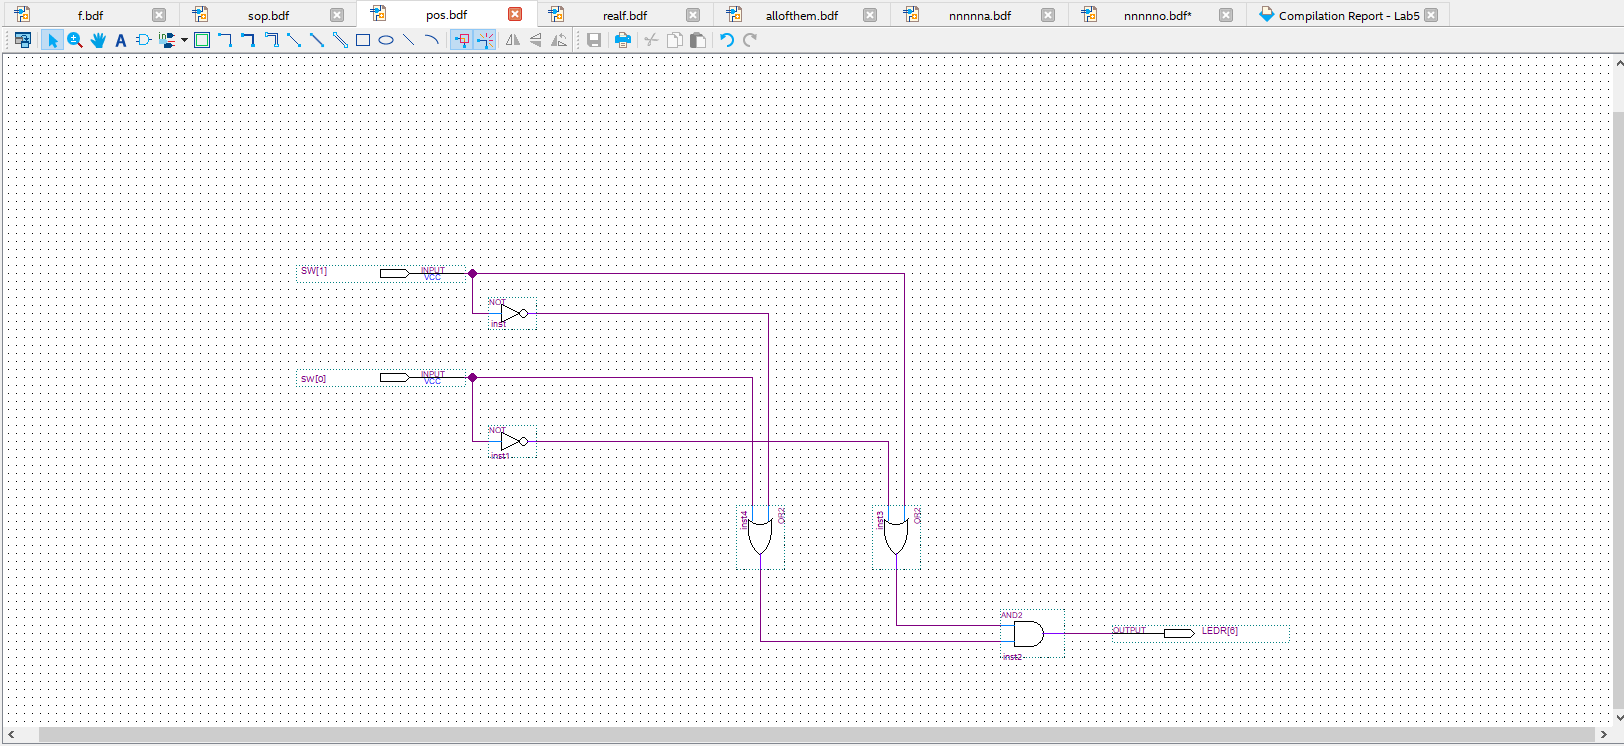 f.bdf
sop.bdf
pos.bdf
realf.bdf
allofthem.bdf
nnnnna.bdf
nnnnno.bdf*
Compilation Report - Lab5
A
in
SW[1]
INPUT
VCC
NOT
inst
SW[0]
INPUT
VCC
NOT
inst1
inst4
OR2
inst3
OR2
AND2
inst2
OUTPUT
LEDR[6]